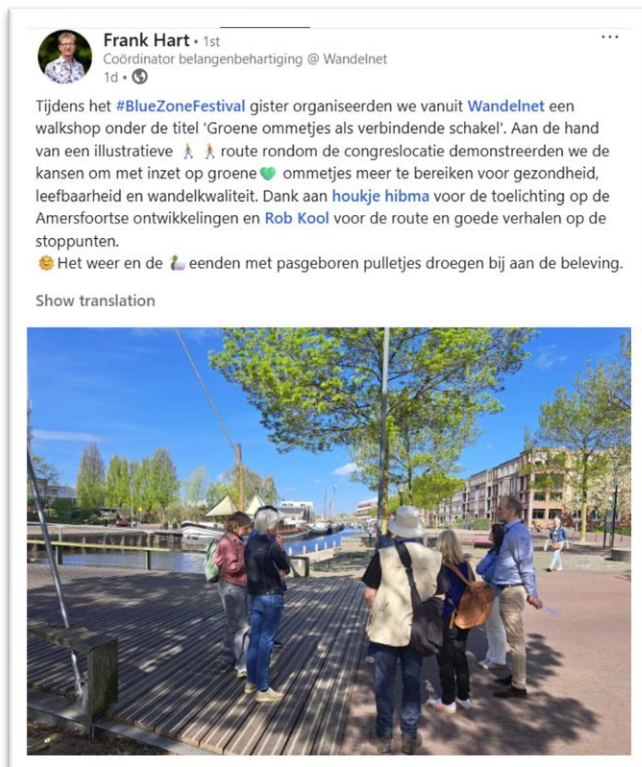 Frank Hart • 1st
Coördinator belangenbehartiging @ Wandelnet
1d •
Tijdens het #BlueZoneFestival gister organiseerden we vanuit Wandelnet een
walkshop onder de titel 'Groene ommetjes als verbindende schakel'. Aan de hand
van een illustratieve 🚶 🚶 route rondom de congreslocatie demonstreerden we de
kansen om met inzet op groene💚 ommetjes meer te bereiken voor gezondheid,
leefbaarheid en wandelkwaliteit. Dank aan houkje hibma voor de toelichting op de
Amersfoortse ontwikkelingen en Rob Kool voor de route en goede verhalen op de
stoppunten.
🌞Het weer en de 🦆 eenden met pasgeboren pulletjes droegen bij aan de beleving.
Show translation